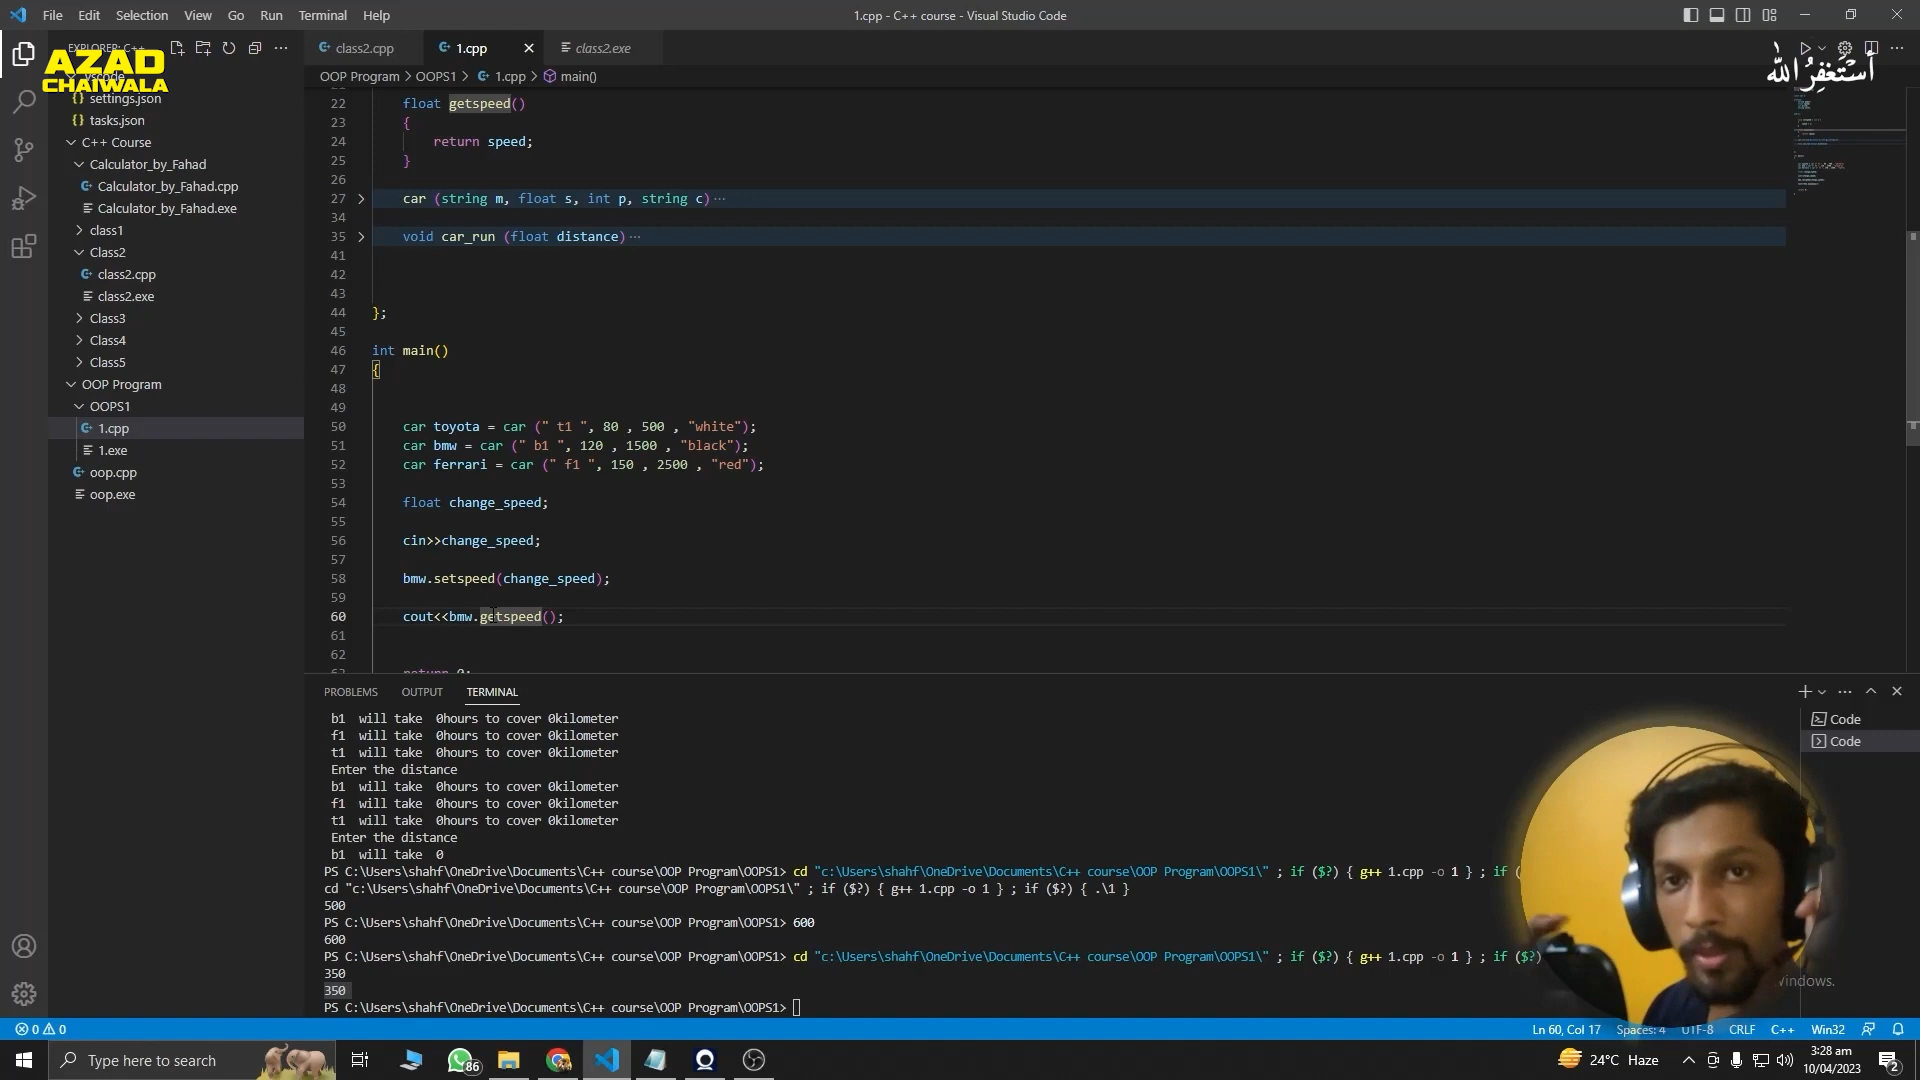 File Edit Selection View Go Run Terminal Help
1.cpp - C++ course - Visual Studio Code
EXPLORER: C++
class2.cpp
1.cpp
class2.exe
AZAD
CHAIWALA
أستغفر الله
OOP Program > OOPS1 > 1.cpp > main()
.vscode
settings.json
tasks.json
C++ Course
Calculator_by_Fahad
Calculator_by_Fahad.cpp
Calculator_by_Fahad.exe
class1
Class2
class2.cpp
class2.exe
Class3
Class4
Class5
OOP Program
OOPS1
1.cpp
1.exe
oop.cpp
oop.exe
22 float getspeed()
23 {
24 return speed;
25 }
26
27 car (string m, float s, int p, string c)···
34
35 void car_run (float distance)···
41
42
43
44 };
45
46 int main()
47 {
48
49
50 car toyota = car (" t1 ", 80 , 500 , "white");
51 car bmw = car (" b1 ", 120 , 1500 , "black");
52 car ferrari = car (" f1 ", 150 , 2500 , "red");
53
54 float change_speed;
55
56 cin>>change_speed;
57
58 bmw.setspeed(change_speed);
59
60 cout<<bmw.getspeed();
61
62
return 0;
PROBLEMS OUTPUT TERMINAL
b1 will take 0hours to cover 0kilometer
f1 will take 0hours to cover 0kilometer
t1 will take 0hours to cover 0kilometer
Enter the distance
b1 will take 0hours to cover 0kilometer
f1 will take 0hours to cover 0kilometer
t1 will take 0hours to cover 0kilometer
Enter the distance
b1 will take 0
PS C:\Users\shahf\OneDrive\Documents\C++ course\OOP Program\OOPS1> cd "c:\Users\shahf\OneDrive\Documents\C++ course\OOP Program\OOPS1\" ; if ($?) { g++ 1.cpp -o 1 } ; if (
cd "c:\Users\shahf\OneDrive\Documents\C++ course\OOP Program\OOPS1\" ; if ($?) { g++ 1.cpp -o 1 } ; if ($?) { .\1 }
500
PS C:\Users\shahf\OneDrive\Documents\C++ course\OOP Program\OOPS1> 600
600
PS C:\Users\shahf\OneDrive\Documents\C++ course\OOP Program\OOPS1> cd "c:\Users\shahf\OneDrive\Documents\C++ course\OOP Program\OOPS1\" ; if ($?) { g++ 1.cpp -o 1 } ; if ($?)
350
350
PS C:\Users\shahf\OneDrive\Documents\C++ course\OOP Program\OOPS1>
Code
Code
0 0
Ln 60, Col 17 Spaces: 4 UTF-8 CRLF C++ Win32
Type here to search
86
24°C Haze
3:28 am
10/04/2023
2